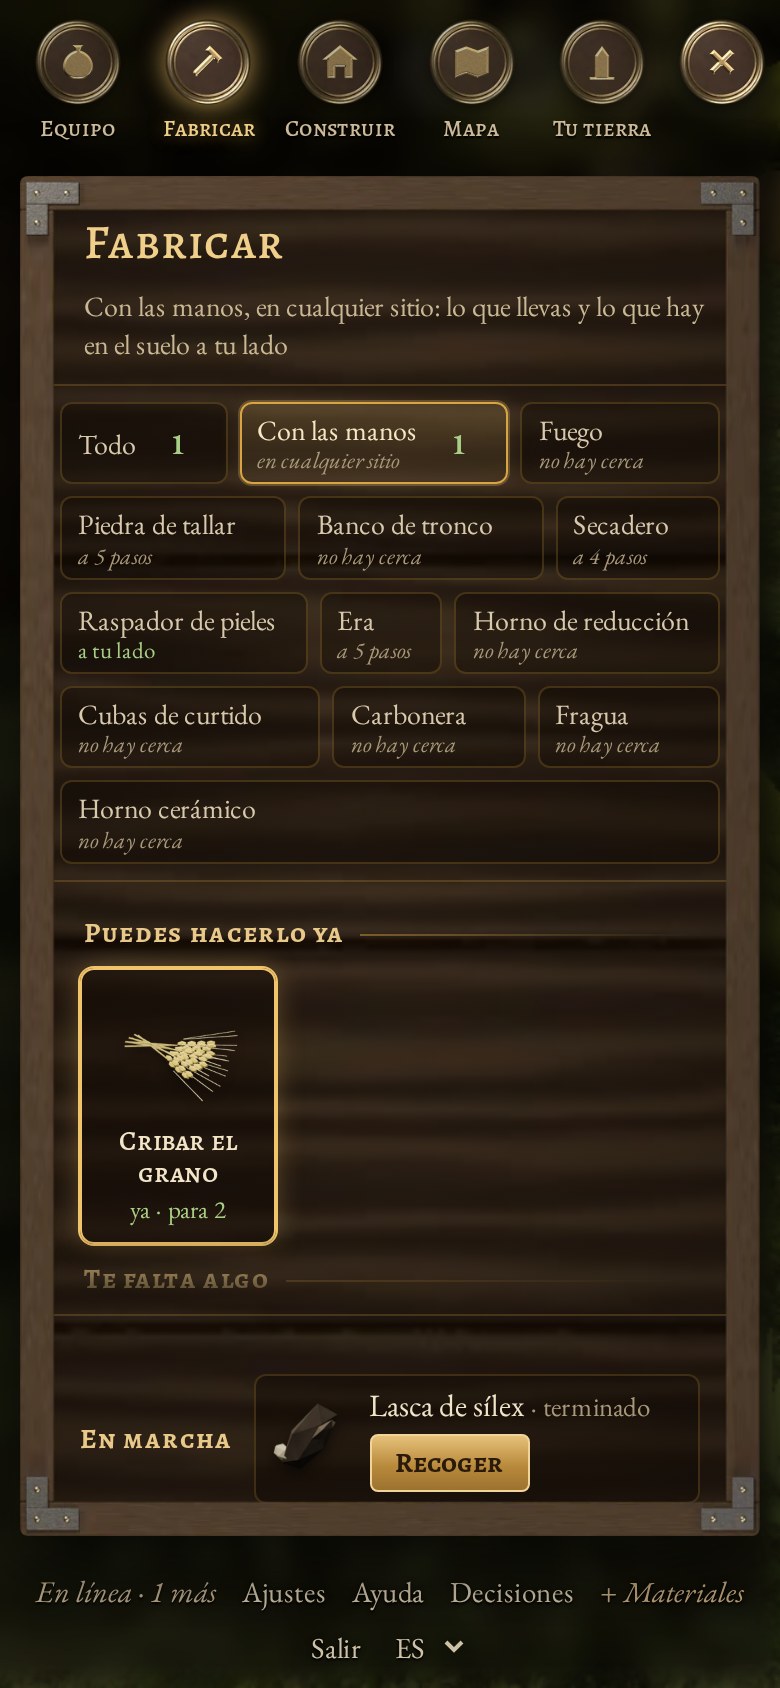 Equipo
Fabricar
Construir
Mapa
Tu tierra
Fabricar
Con las manos, en cualquier sitio: lo que llevas y lo que hay
en el suelo a tu lado
Todo 1
Con las manos 1
en cualquier sitio
Fuego
no hay cerca
Piedra de tallar
a 5 pasos
Banco de tronco
no hay cerca
Secadero
a 4 pasos
Raspador de pieles
a tu lado
Era
a 5 pasos
Horno de reducción
no hay cerca
Cubas de curtido
no hay cerca
Carbonera
no hay cerca
Fragua
no hay cerca
Horno cerámico
no hay cerca
Puedes hacerlo ya
Cribar el
grano
ya · para 2
Te falta algo
En marcha
Lasca de sílex · terminado
Recoger
En línea · 1 más Ajustes Ayuda Decisiones + Materiales
Salir ES